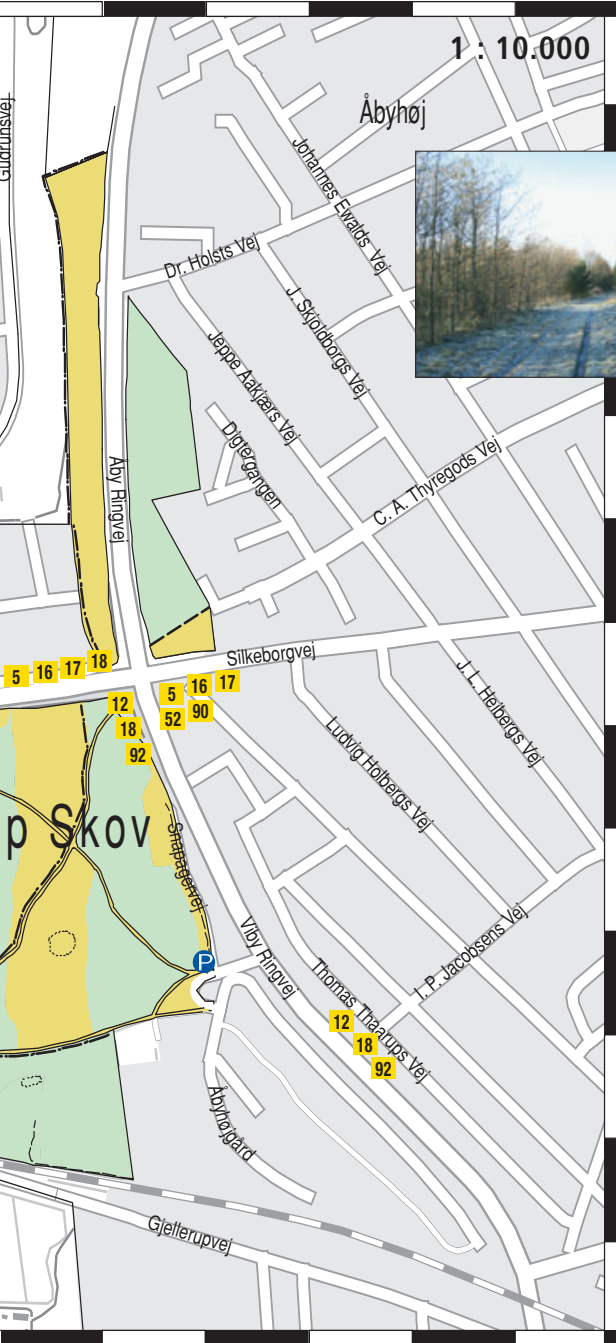 1 : 10.000
Gudrunsvej
Åbyhøj
Johannes Ewalds Vej
Dr. Holsts Vej
J. Skjoldborgs Vej
Jeppe Aakjærs Vej
Digtergangen
C. A. Thyregods Vej
Åby Ringvej
Silkeborgvej
5
16
17
18
5
16
17
52
90
12
18
92
J. L. Heibergs Vej
Ludvig Holbergs Vej
p Skov
Snapagervej
P
Viby Ringvej
I. P. Jacobsens Vej
Thomas Thaarups Vej
12
18
92
Åbyhøjgård
Gjellerupvej